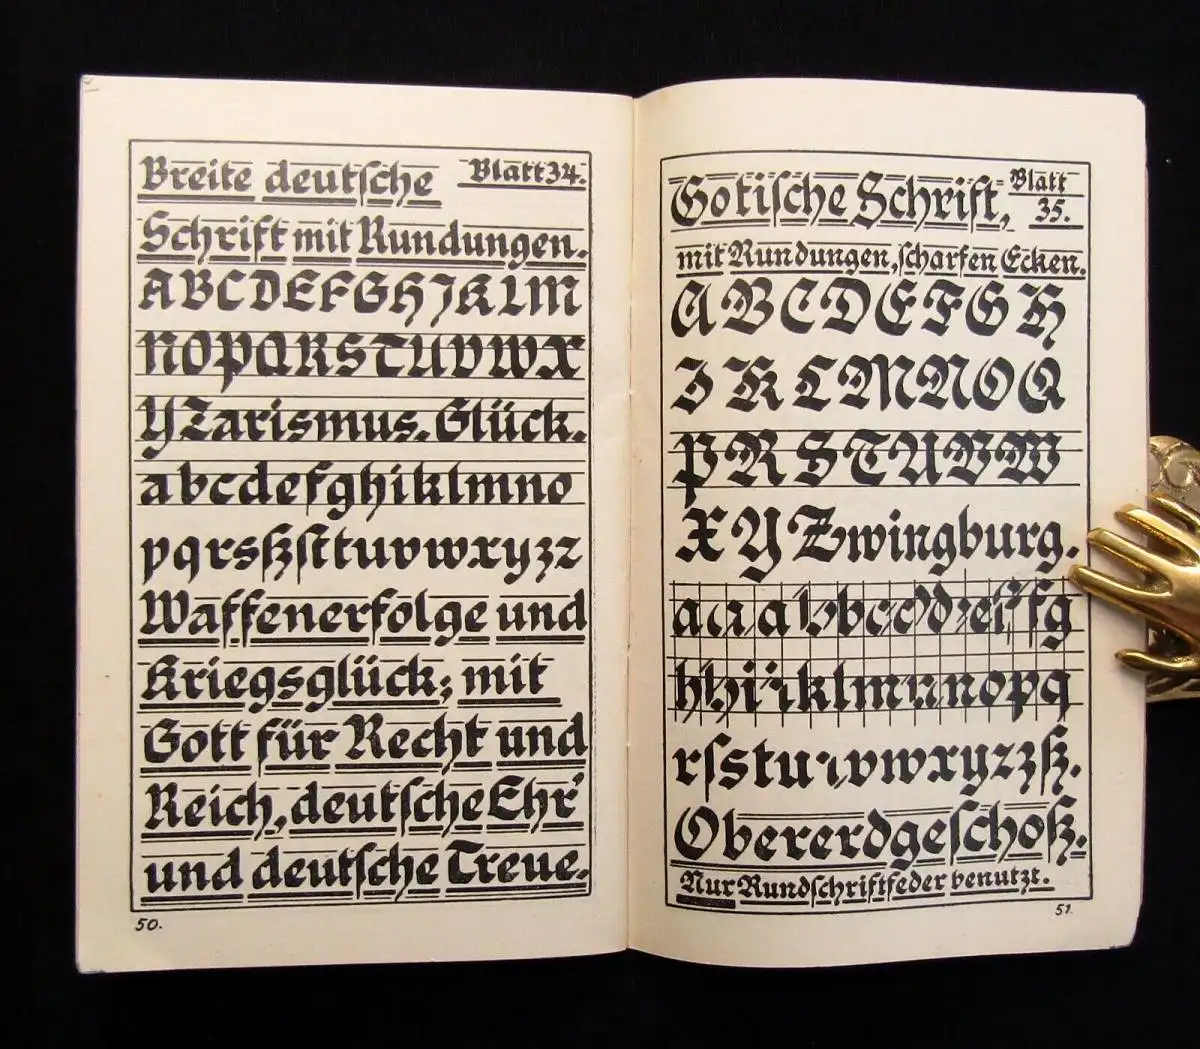 Breite deutſche Blatt 34.
Schrift mit Rundungen.
ABCDEFGHJKLM
NOPQRSTUVWX
YZarismus. Glück.
abcdefghiklmno
pqrsßſttuvwxyzz
Waffenerfolge und
Kriegsglück; mit
Gott für Recht und
Reich, deutſche Ehr'
und deutſche Treue.
50.
Gotiſche Schrift, Blatt
35.
mit Rundungen, ſcharfen Ecken.
ABCDEFGH
IKLMNOQ
PRSTUVW
XYZwingburg.
rſstuvwxyzzß.
Obererdgeſchoß.
Nur Rundſchriftfeder benutzt.
51.